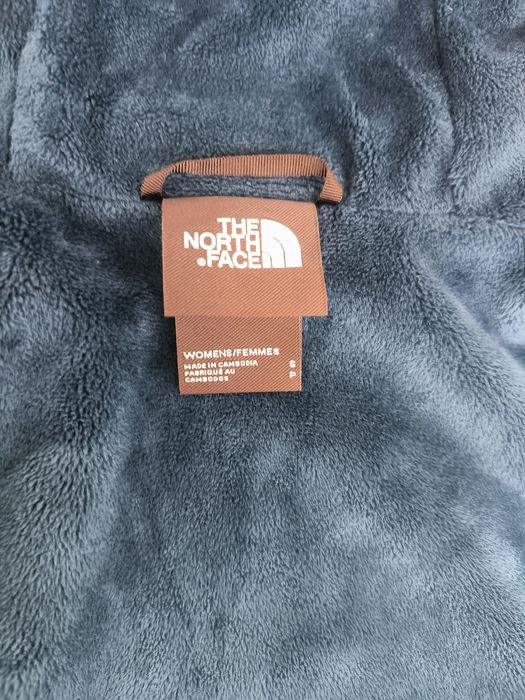 THE
NORTH
FACE
WOMENS/FEMMES
MADE IN CAMBODIA
FABRIQUÉ AU
CAMBODGE
S
P